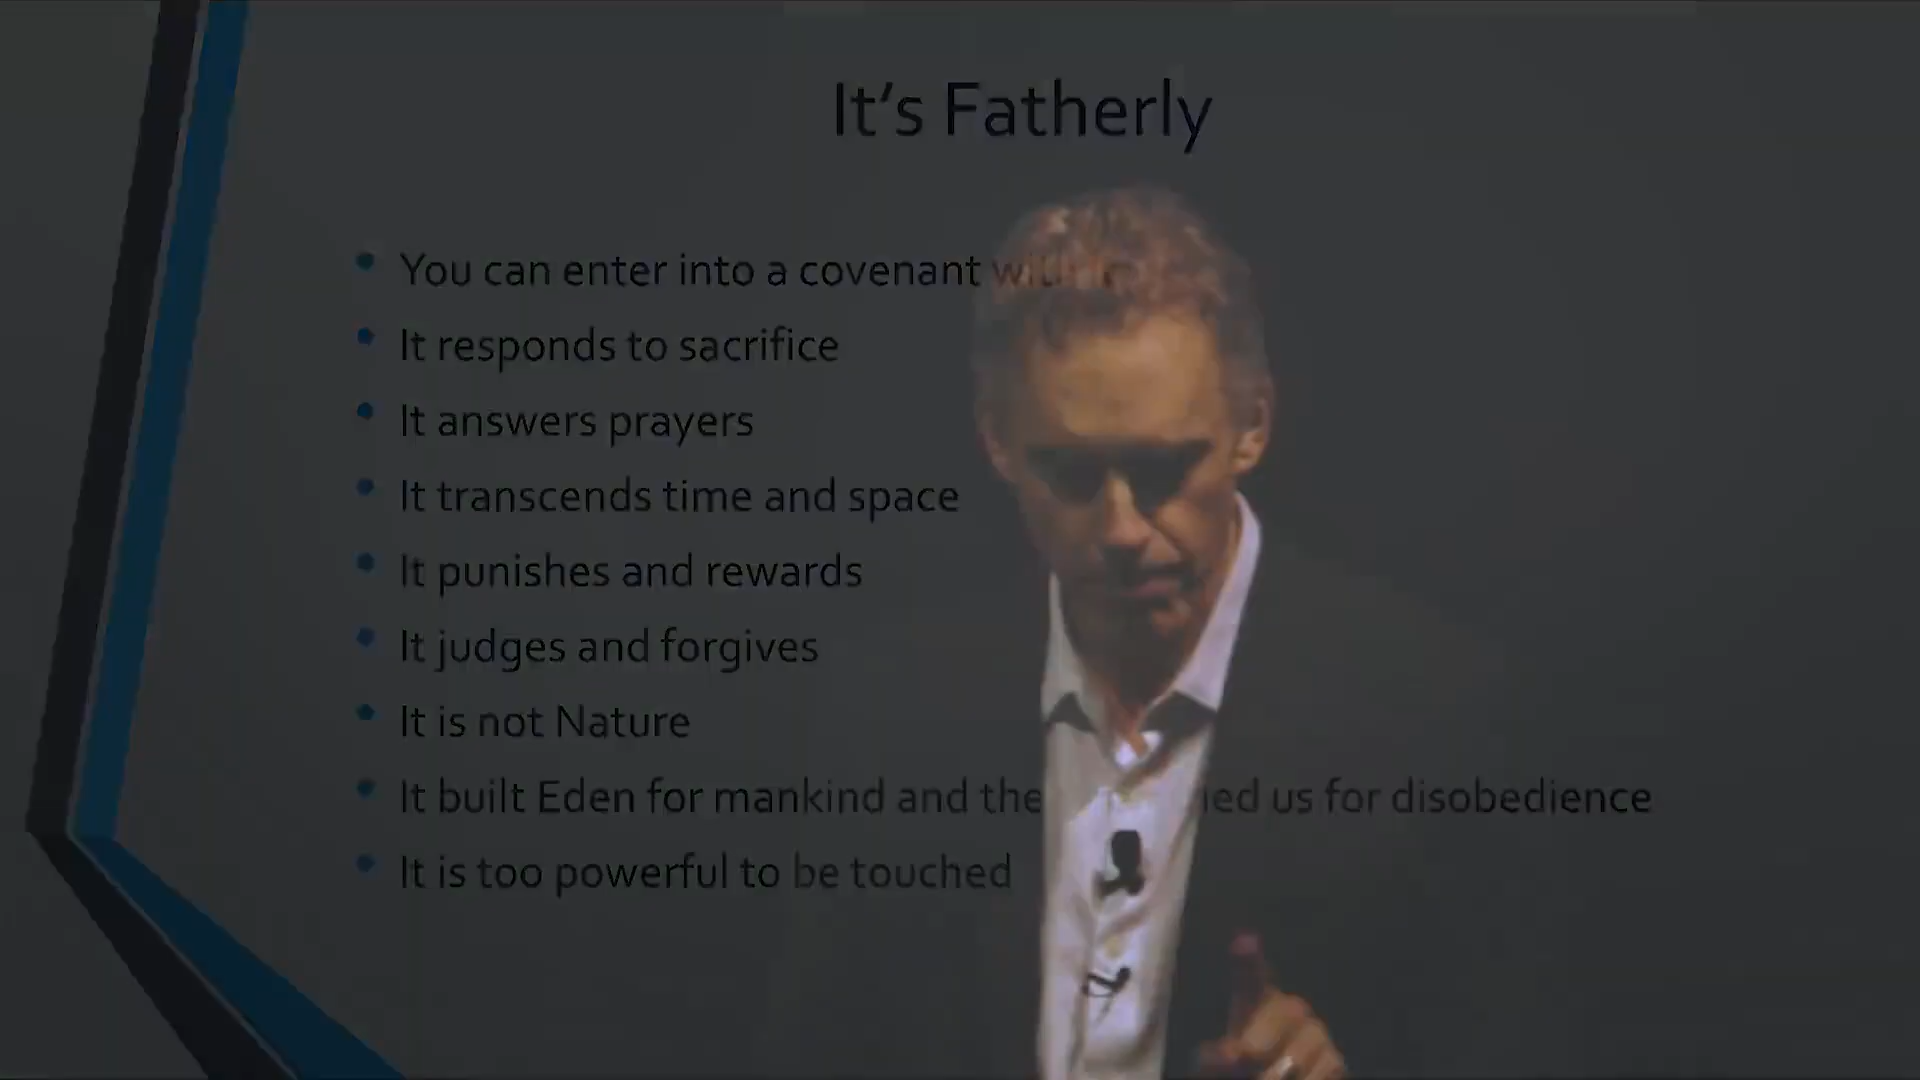 It's Fatherly
You can enter into a covenant with
It responds to sacrifice
It answers prayers
It transcends time and space
It punishes and rewards
It judges and forgives
It is not Nature
It built Eden for mankind and us for disobedience
It is too powerful to be touched